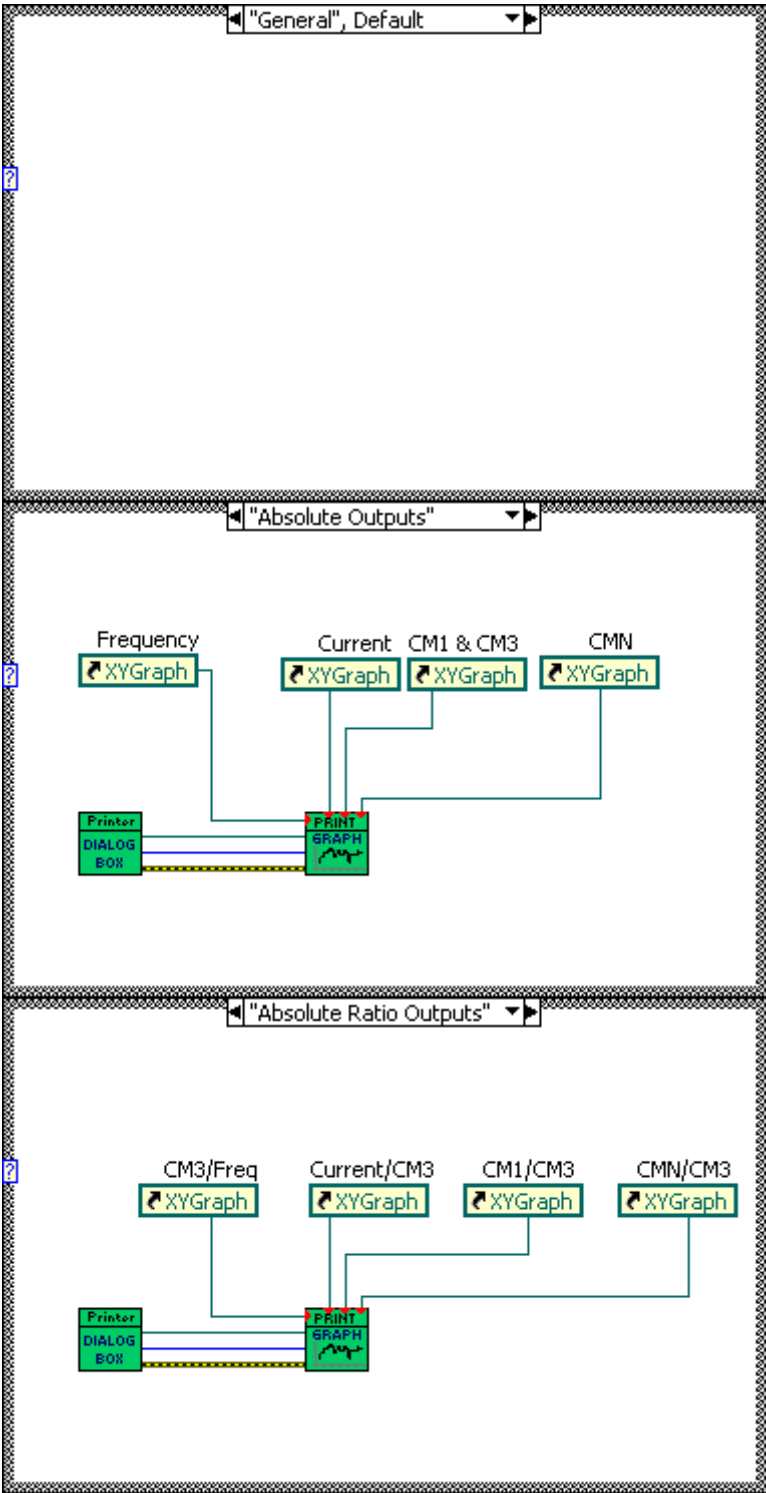 "General", Default
?
"Absolute Outputs"
Frequency Current CM1 & CM3 CMN
XYGraph XYGraph XYGraph XYGraph
?
Printer
DIALOG
BOX
PRINT
GRAPH
"Absolute Ratio Outputs"
CM3/Freq Current/CM3 CM1/CM3 CMN/CM3
?
XYGraph XYGraph XYGraph XYGraph
Printer
DIALOG
BOX
PRINT
GRAPH